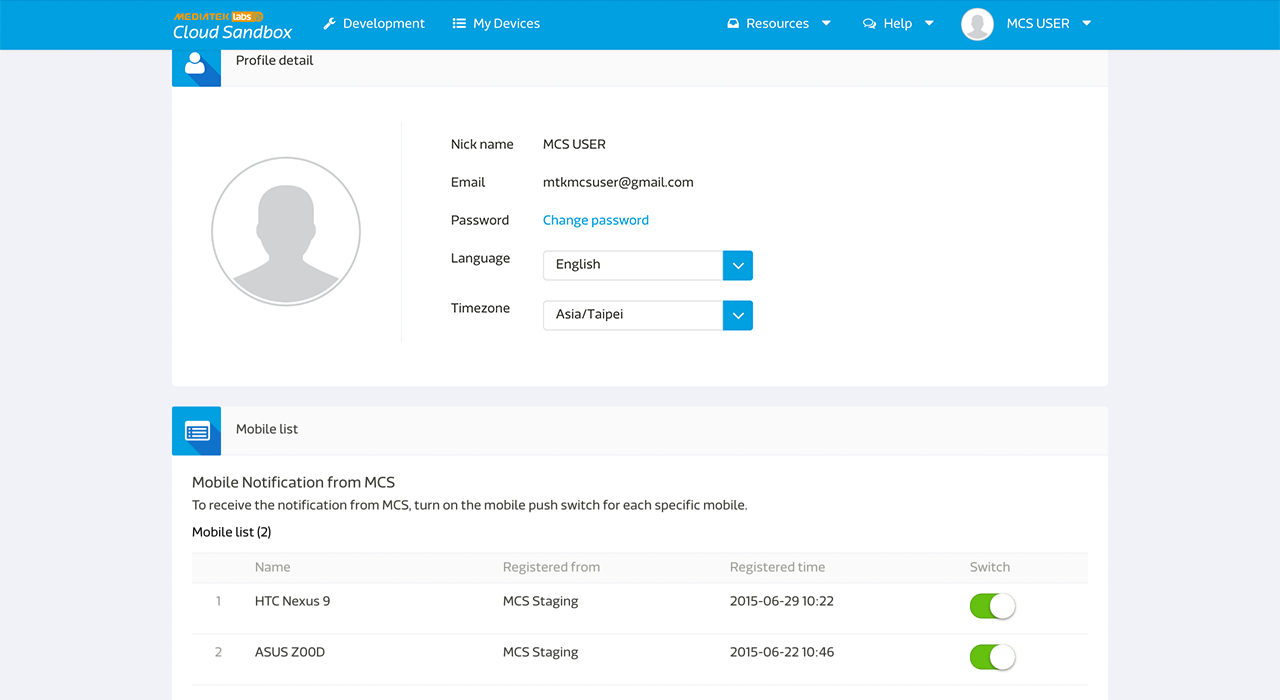 MEDIATEK labs
Cloud Sandbox
Development My Devices Resources Help MCS USER
Profile detail
Nick name MCS USER
Email mtkmcsuser@gmail.com
Password Change password
Language English
Timezone Asia/Taipei
Mobile list
Mobile Notification from MCS
To receive the notification from MCS, turn on the mobile push switch for each specific mobile.
Mobile list (2)
Name Registered from Registered time Switch
1 HTC Nexus 9 MCS Staging 2015-06-29 10:22
2 ASUS Z00D MCS Staging 2015-06-22 10:46